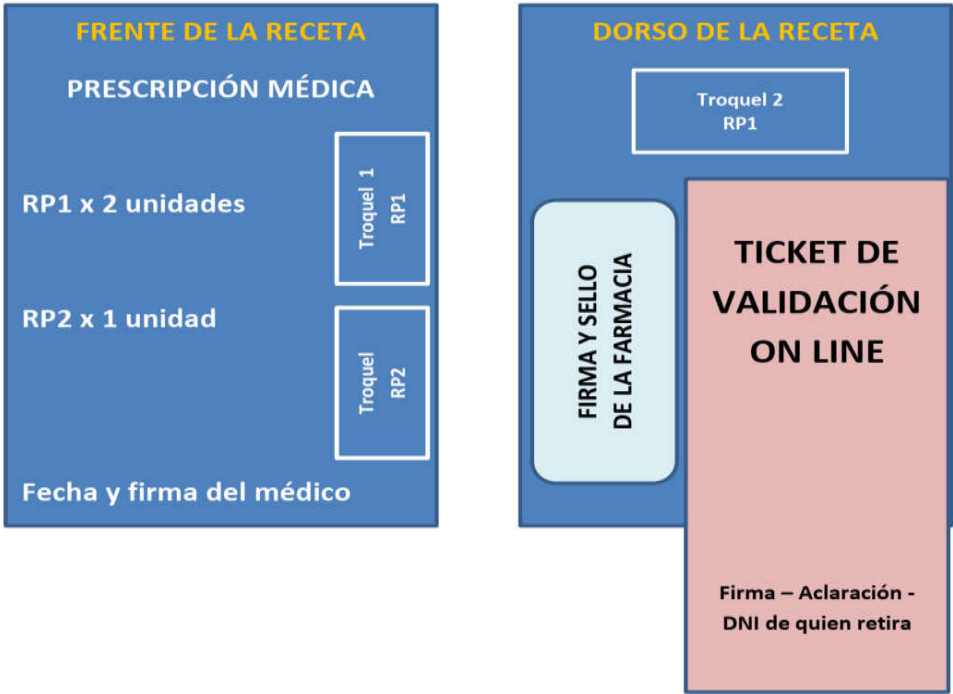 FRENTE DE LA RECETA
PRESCRIPCIÓN MÉDICA
RP1 x 2 unidades
Troquel 1
RP1
RP2 x 1 unidad
Troquel
RP2
Fecha y firma del médico
DORSO DE LA RECETA
Troquel 2
RP1
FIRMA Y SELLO
DE LA FARMACIA
TICKET DE
VALIDACIÓN
ON LINE
Firma – Aclaración -
DNI de quien retira